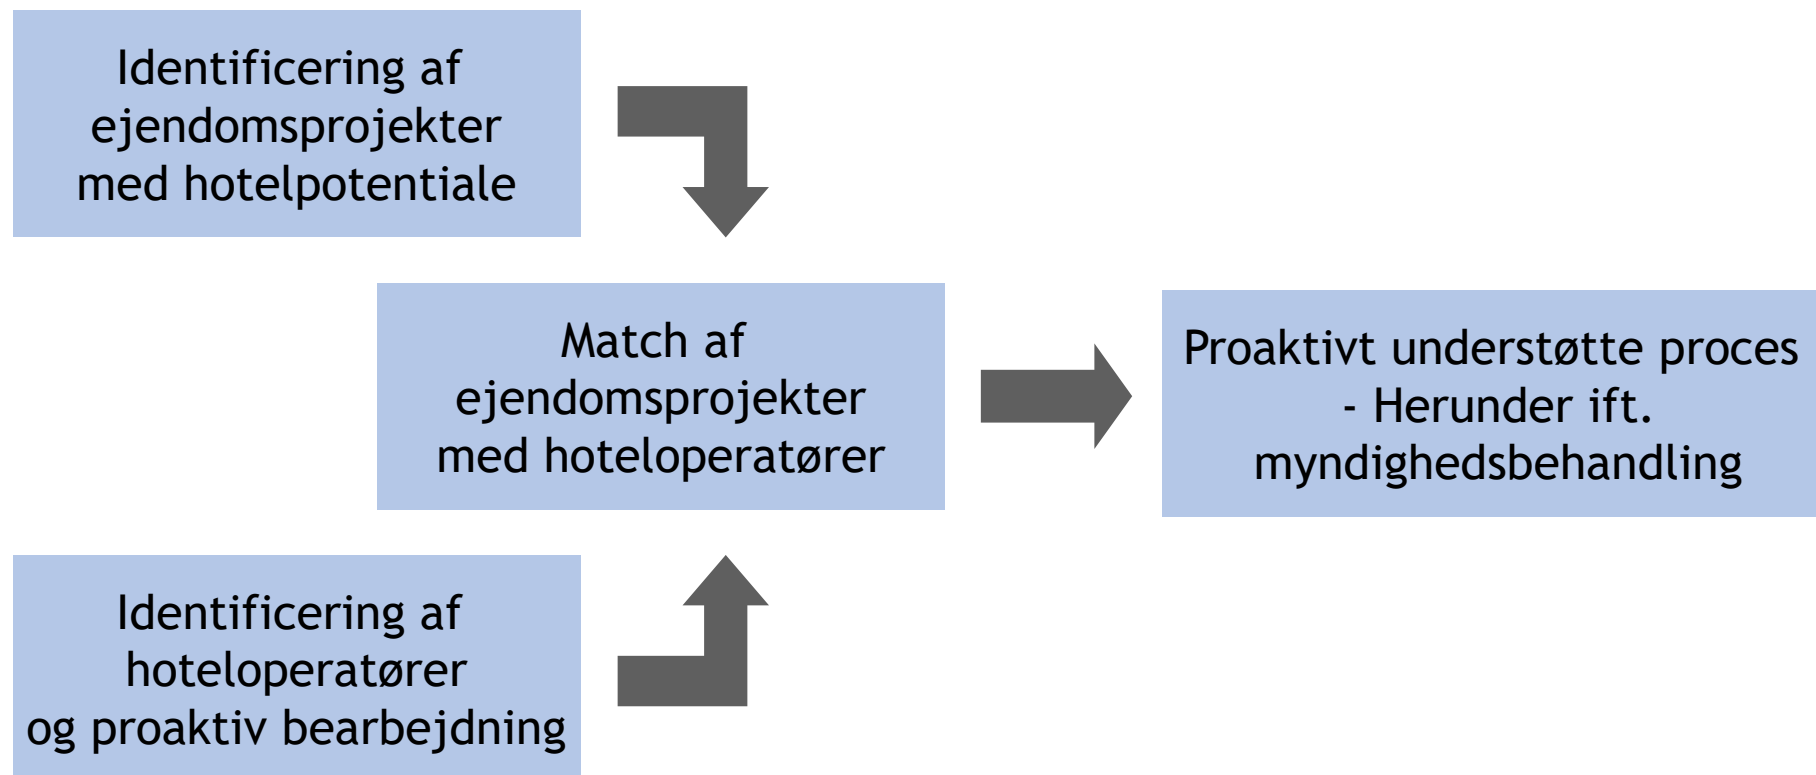 Identificering af
ejendomsprojekter
med hotelpotentiale
Match af
ejendomsprojekter
med hoteloperatører
Proaktivt understøtte proces
- Herunder ift.
myndighedsbehandling
Identificering af
hoteloperatører
og proaktiv bearbejdning